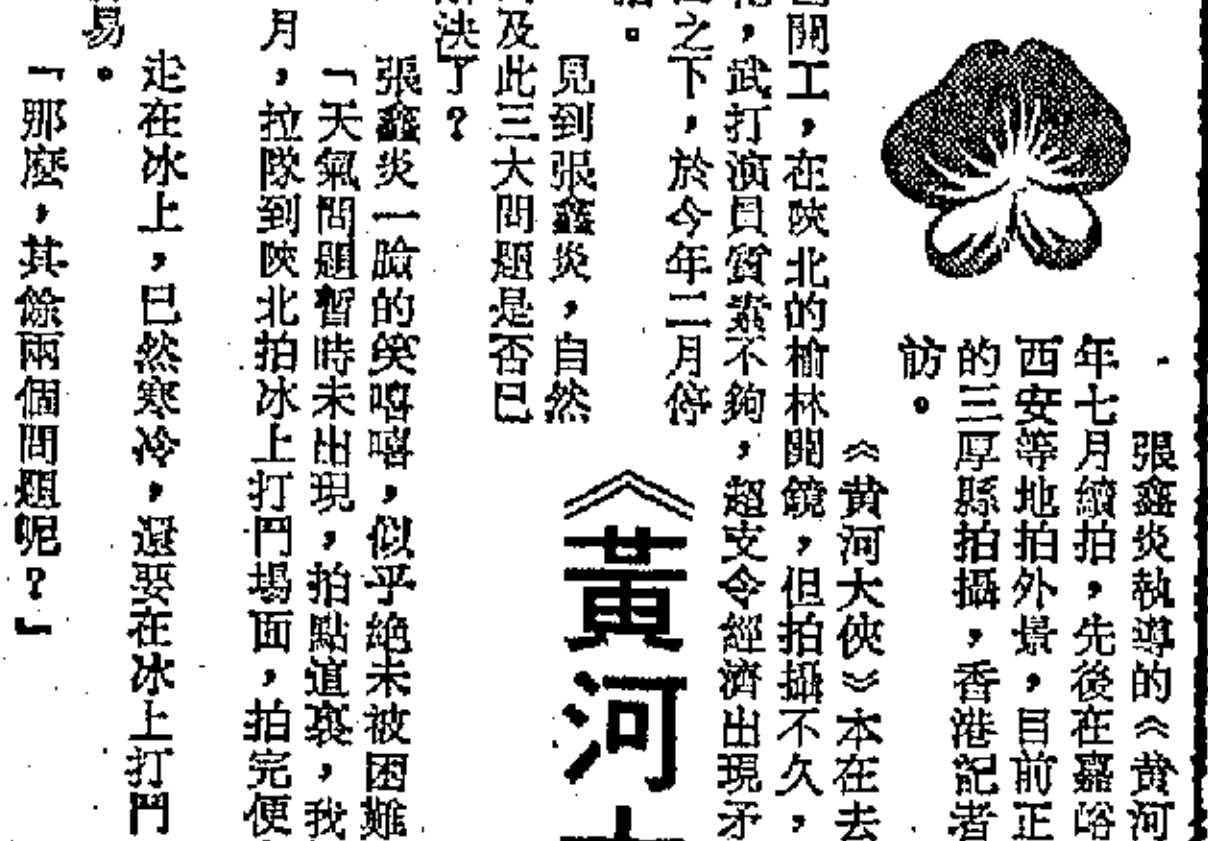 張鑫炎執導的《黄河
年七月續拍，先後在嘉峪
西安等地拍外景，目前正
的三厚縣拍攝，香港記者
訪。
《黄河大俠》本在去
開工，在陜北的榆林開鏡，但拍攝不久，
，武打演員質素不夠，超支令經濟出現矛
之下，於今年二月停
。
《黃河
見到張鑫炎，自然
及此三大問題是否已
決了？
張鑫炎一臉的笑嘻嘻，似乎絶未被困難
「天氣問題暫時未出現，拍點道裏，我
月，拉隊到陜北拍冰上打鬥場面，拍完便
走在冰上，已然寒冷，還要在冰上打鬥
易。
「那麼，其餘兩個問題呢？」